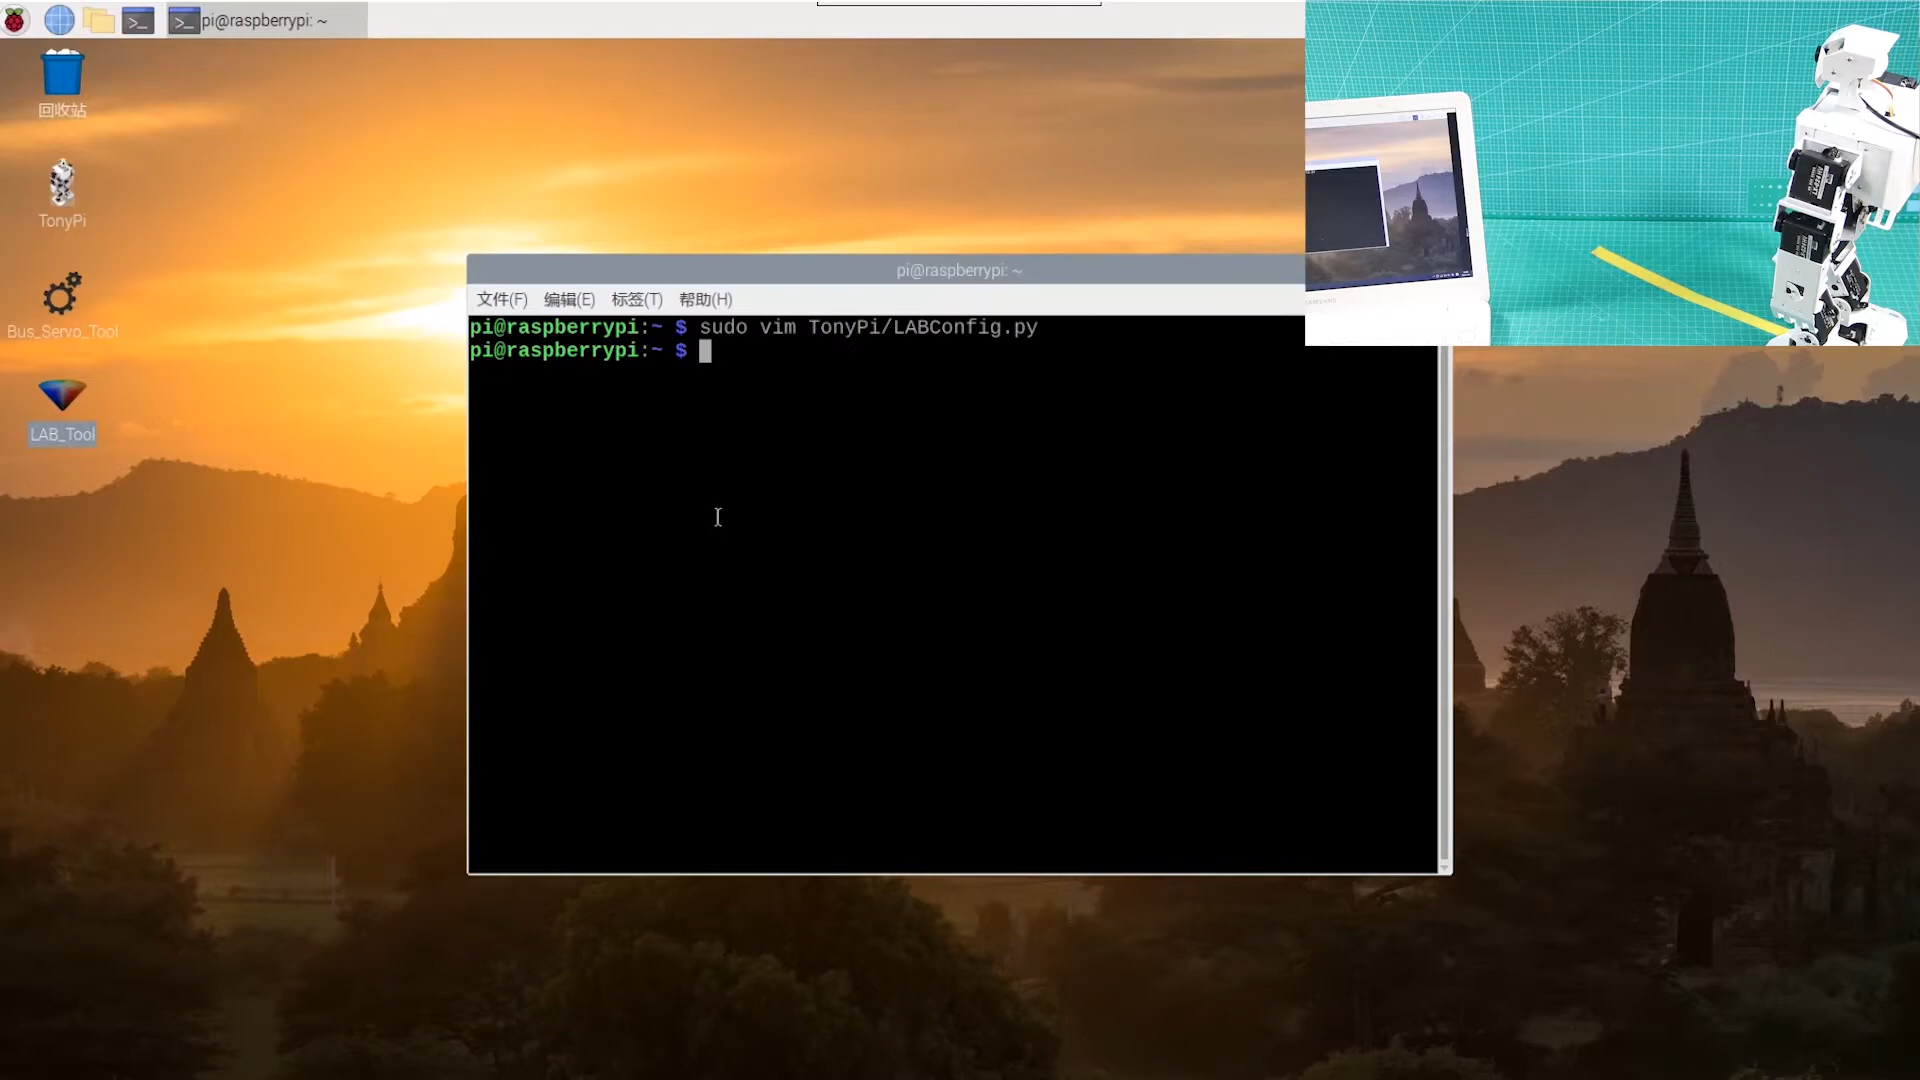 pi@raspberrypi: ~
回收站
TonyPi
Bus_Servo_Tool
LAB_Tool
pi@raspberrypi: ~
文件(F) 编辑(E) 标签(T) 帮助(H)
pi@raspberrypi:~ $ sudo vim TonyPi/LABConfig.py
pi@raspberrypi:~ $
SAMSUNG